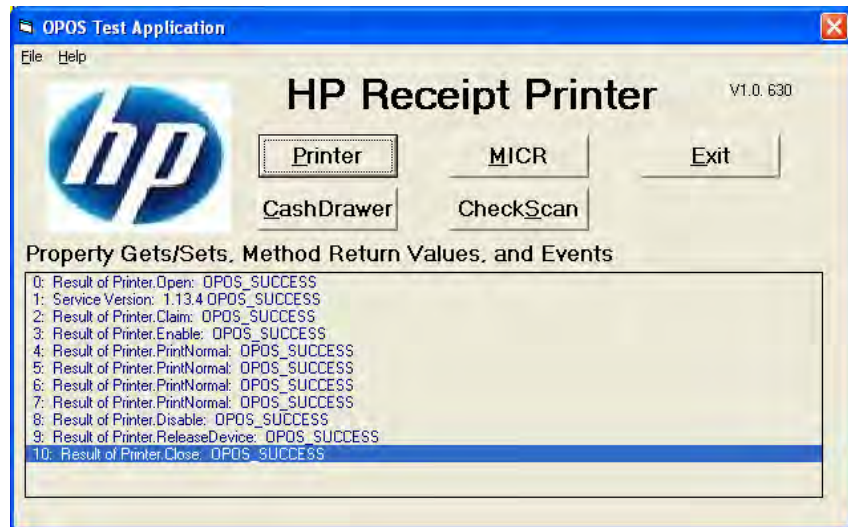 OPOS Test Application
File Help
hp
HP Receipt Printer
V1.0. 630
Printer MICR Exit
CashDrawer CheckScan
Property Gets/Sets, Method Return Values, and Events
0: Result of Printer.Open: OPOS_SUCCESS
1: Service Version: 1.13.4 OPOS_SUCCESS
2: Result of Printer.Claim: OPOS_SUCCESS
3: Result of Printer.Enable: OPOS_SUCCESS
4: Result of Printer.PrintNormal: OPOS_SUCCESS
5: Result of Printer.PrintNormal: OPOS_SUCCESS
6: Result of Printer.PrintNormal: OPOS_SUCCESS
7: Result of Printer.PrintNormal: OPOS_SUCCESS
8: Result of Printer.Disable: OPOS_SUCCESS
9: Result of Printer.ReleaseDevice: OPOS_SUCCESS
10: Result of Printer.Close: OPOS_SUCCESS